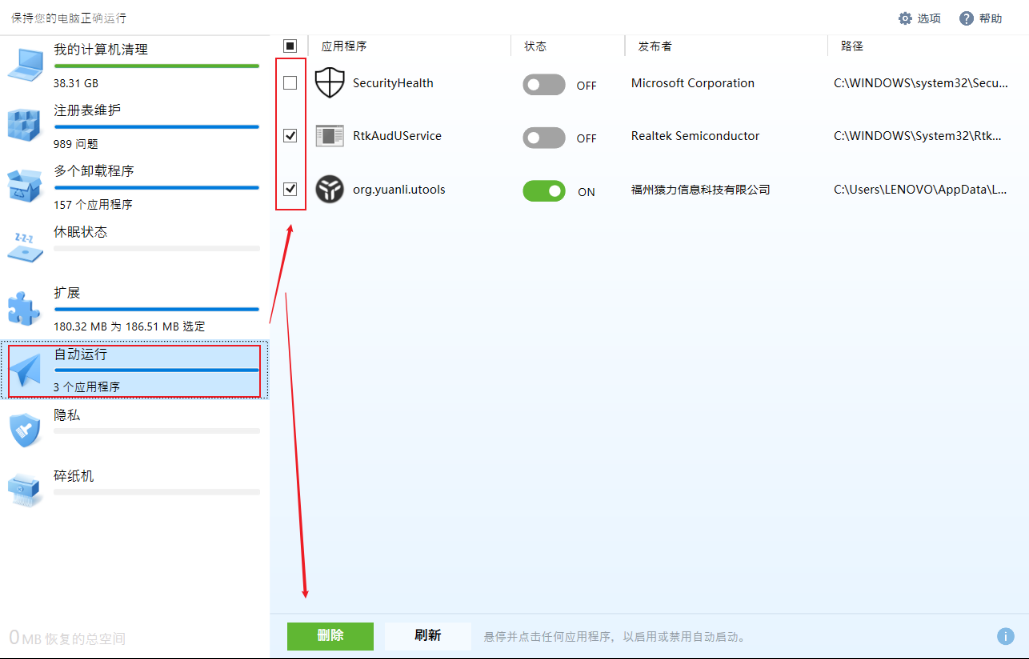 保持您的电脑正确运行
选项
帮助
我的计算机清理
38.31 GB
注册表维护
989 问题
多个卸载程序
157 个应用程序
休眠状态
扩展
180.32 MB 为 186.51 MB 选定
自动运行
3 个应用程序
隐私
碎纸机
0 MB 恢复的总空间
应用程序 状态 发布者 路径
SecurityHealth OFF Microsoft Corporation C:\WINDOWS\system32\Secu...
RtkAudUService OFF Realtek Semiconductor C:\WINDOWS\System32\Rtk...
org.yuanli.utools ON 福州猿力信息科技有限公司 C:\Users\LENOVO\AppData\L...
删除 刷新 悬停并点击任何应用程序，以启用或禁用自动启动。